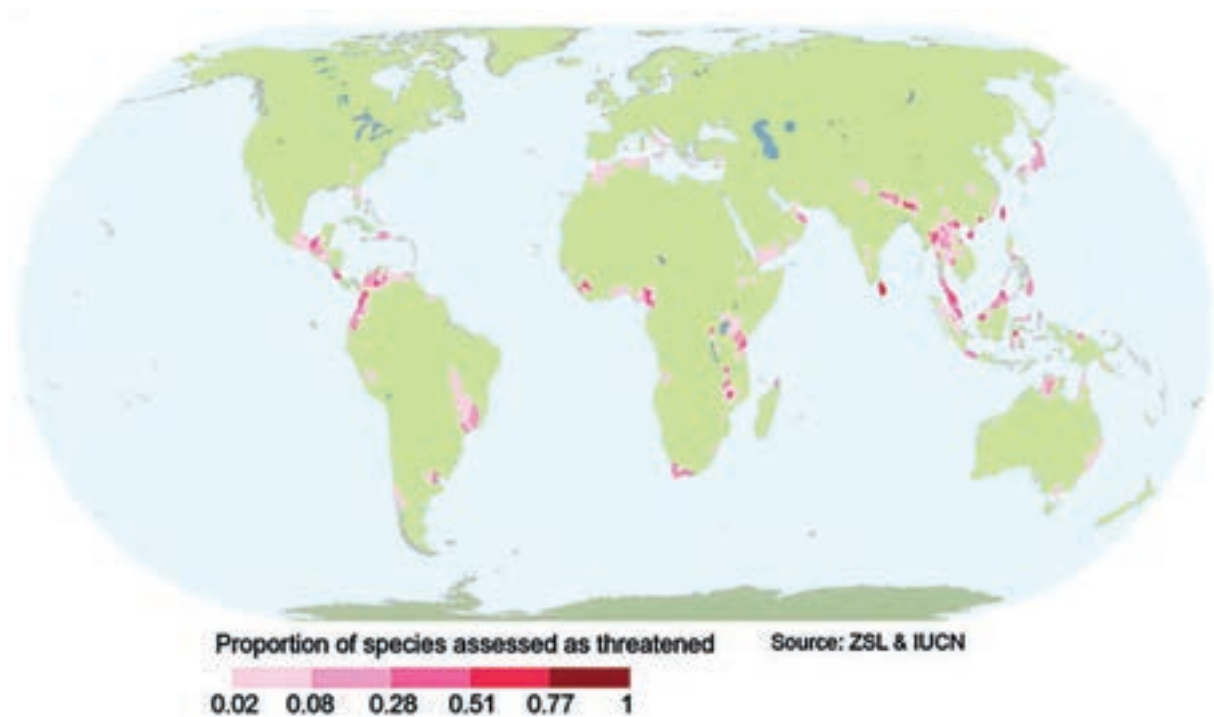 Proportion of species assessed as threatened
Source: ZSL & IUCN
0.02 0.08 0.28 0.51 0.77 1